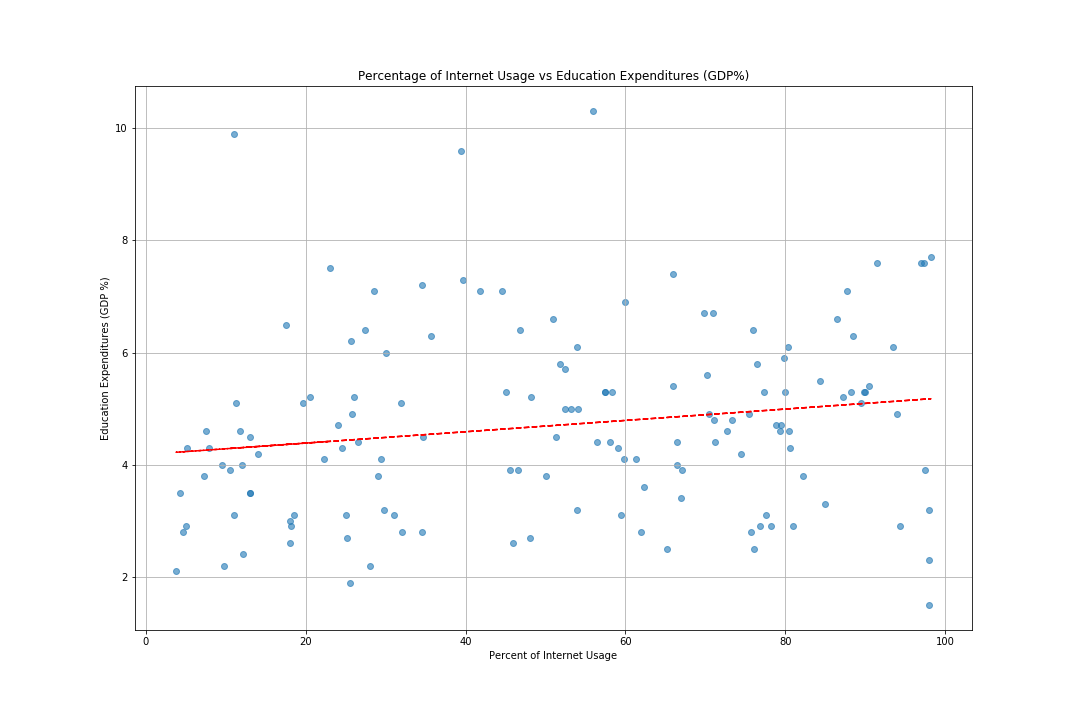 Percentage of Internet Usage vs Education Expenditures (GDP%)
Education Expenditures (GDP %)
10
8
6
4
2
0 20 40 60 80 100
Percent of Internet Usage